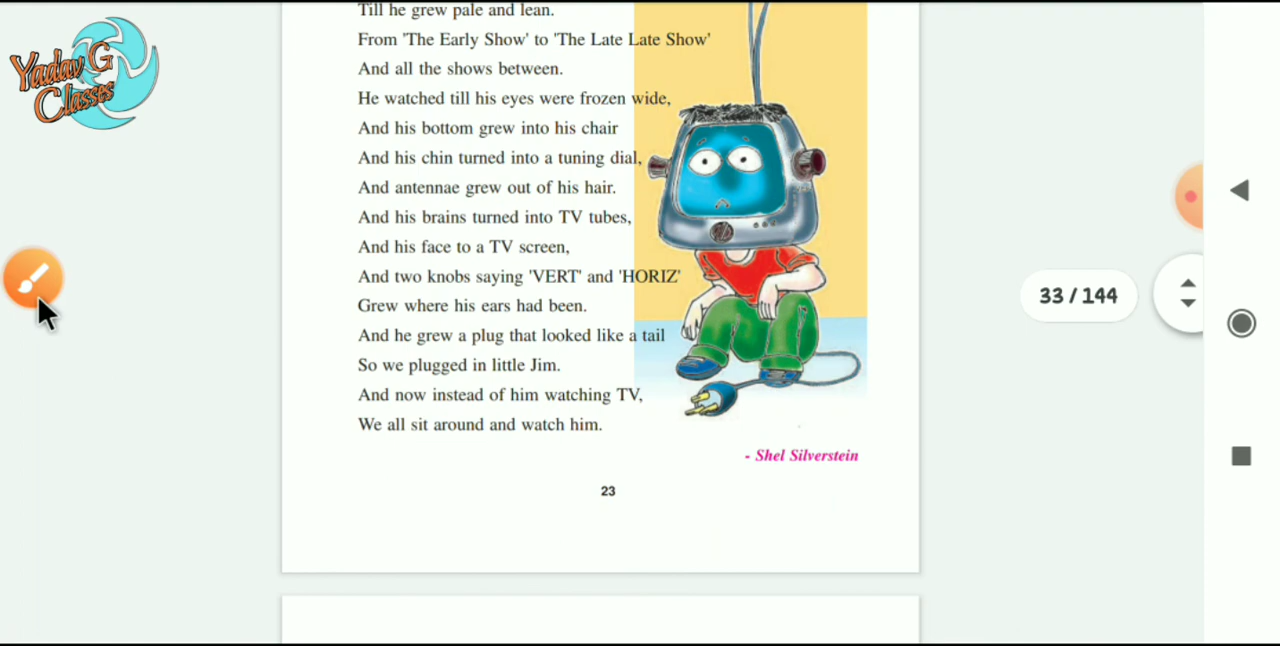 Yadav G
Classes
Till he grew pale and lean.
From 'The Early Show' to 'The Late Late Show'
And all the shows between.
He watched till his eyes were frozen wide,
And his bottom grew into his chair
And his chin turned into a tuning dial,
And antennae grew out of his hair.
And his brains turned into TV tubes,
And his face to a TV screen,
And two knobs saying 'VERT' and 'HORIZ'
Grew where his ears had been.
And he grew a plug that looked like a tail
So we plugged in little Jim.
And now instead of him watching TV,
We all sit around and watch him.
- Shel Silverstein
23
33 / 144